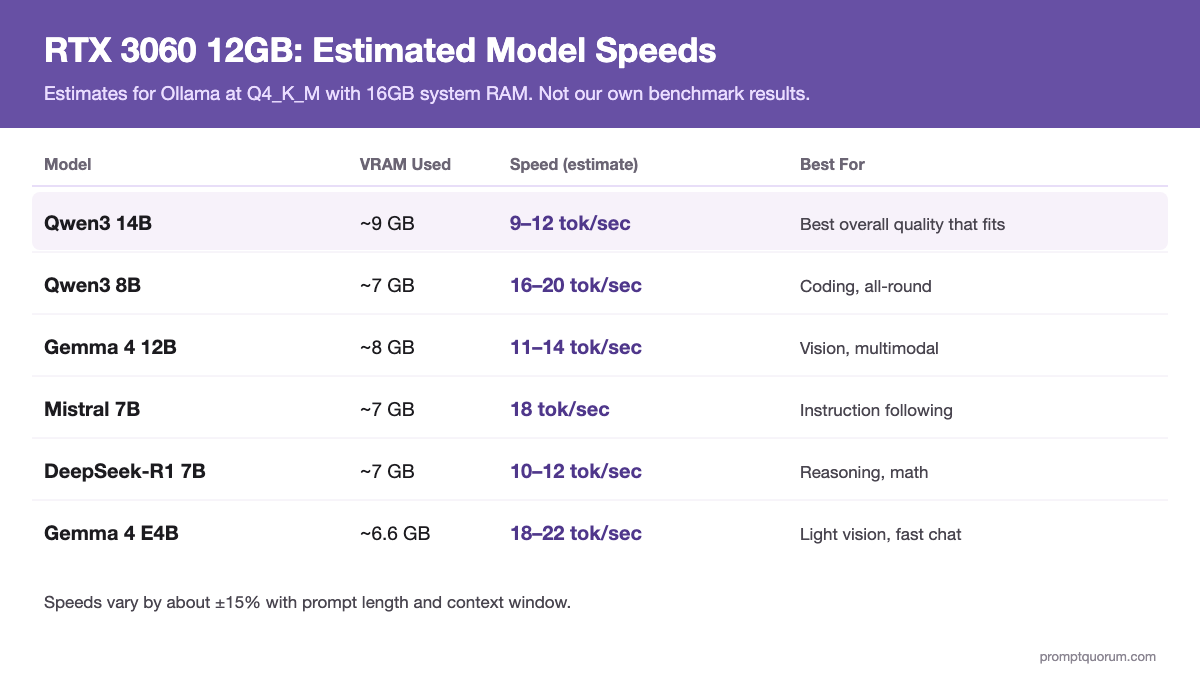 RTX 3060 12GB: Estimated Model Speeds
Estimates for Ollama at Q4_K_M with 16GB system RAM. Not our own benchmark results.
Model VRAM Used Speed (estimate) Best For
Qwen3 14B ~9 GB 9–12 tok/sec Best overall quality that fits
Qwen3 8B ~7 GB 16–20 tok/sec Coding, all-round
Gemma 4 12B ~8 GB 11–14 tok/sec Vision, multimodal
Mistral 7B ~7 GB 18 tok/sec Instruction following
DeepSeek-R1 7B ~7 GB 10–12 tok/sec Reasoning, math
Gemma 4 E4B ~6.6 GB 18–22 tok/sec Light vision, fast chat
Speeds vary by about ±15% with prompt length and context window.
promptquorum.com